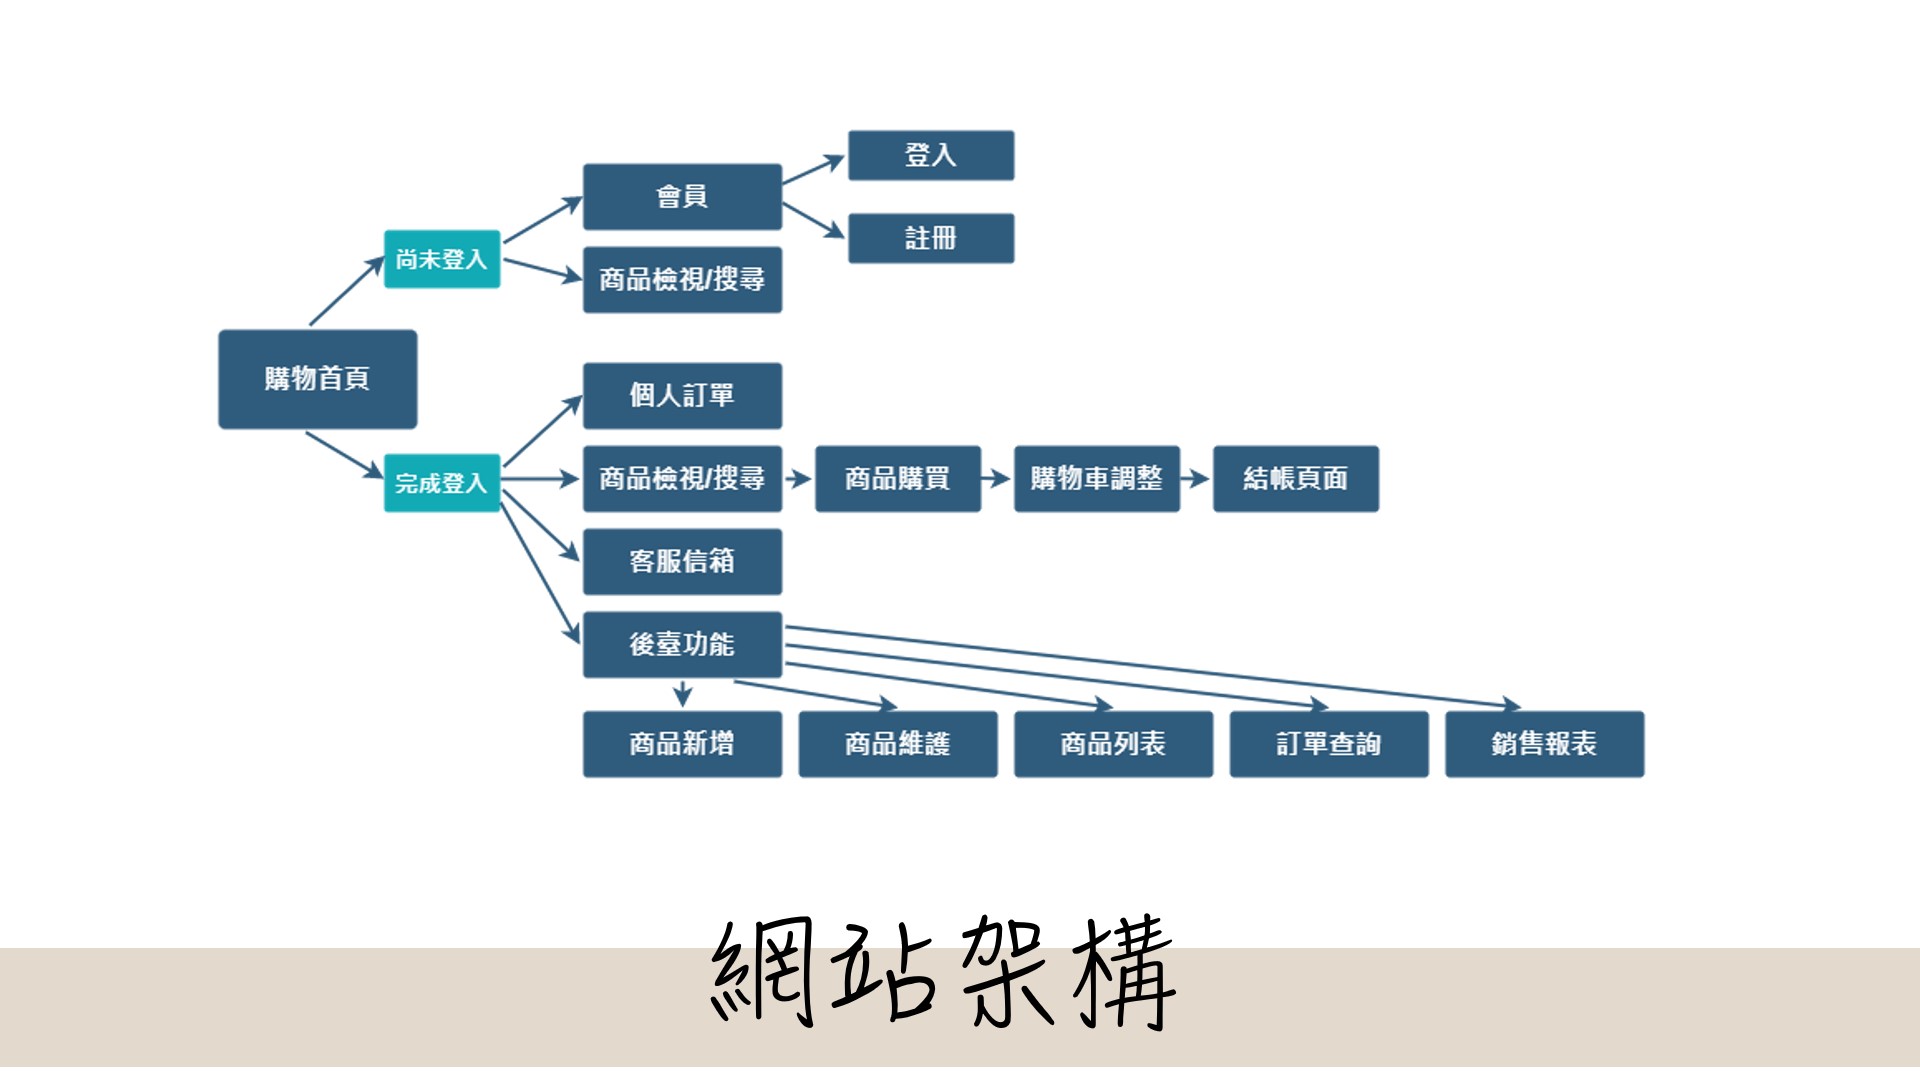 登入
會員
註冊
尚未登入
商品檢視/搜尋
購物首頁
個人訂單
完成登入
商品檢視/搜尋
商品購買
購物車調整
結帳頁面
客服信箱
後臺功能
商品新增
商品維護
商品列表
訂單查詢
銷售報表
網站架構